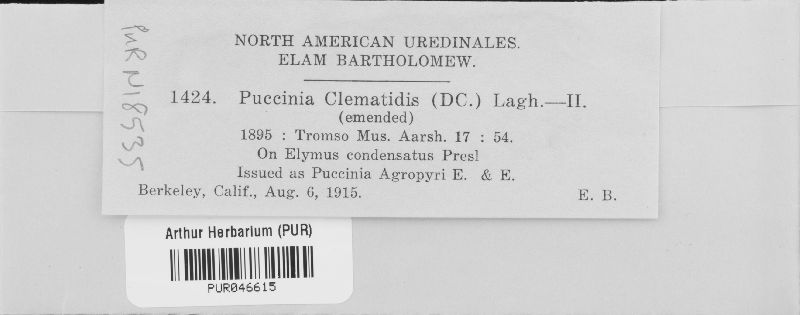 NORTH AMERICAN UREDINALES.
ELAM BARTHOLOMEW.
1424. Puccinia Clematidis (DC.) Lagh.—II.
(emended)
1895 : Tromso Mus. Aarsh. 17 : 54.
On Elymus condensatus Presl
Issued as Puccinia Agropyri E. & E.
Berkeley, Calif., Aug. 6, 1915. E. B.
PUR N18535
Arthur Herbarium (PUR)
PUR046615